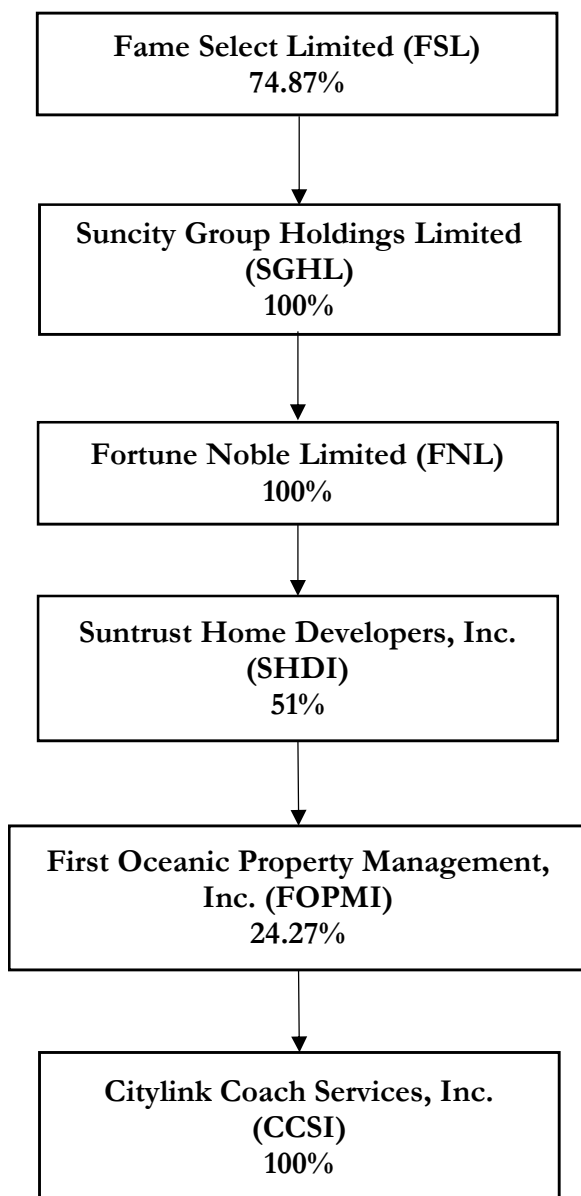 Fame Select Limited (FSL)
74.87%
Suncity Group Holdings Limited
(SGHL)
100%
Fortune Noble Limited (FNL)
100%
Suntrust Home Developers, Inc.
(SHDI)
51%
First Oceanic Property Management,
Inc. (FOPMI)
24.27%
Citylink Coach Services, Inc.
(CCSI)
100%